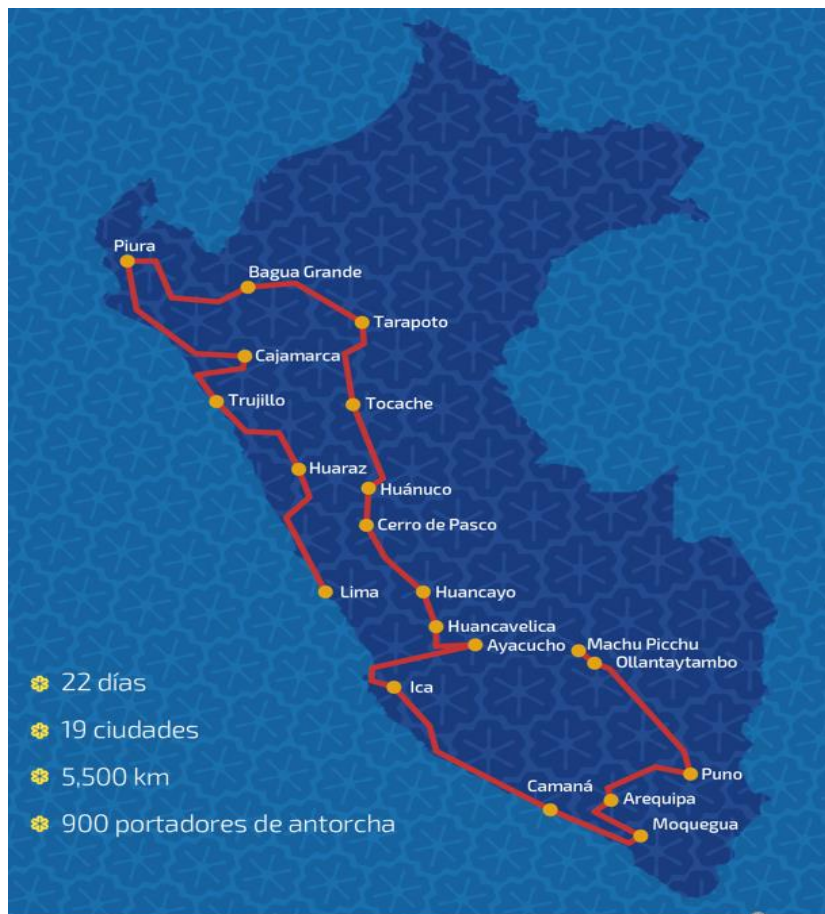 Piura
Bagua Grande
Tarapoto
Cajamarca
Trujillo
Tocache
Huaraz
Huánuco
Cerro de Pasco
Lima
Huancayo
Huancavelica
Ayacucho
Machu Picchu
Ollantaytambo
Ica
Puno
Camaná
Arequipa
Moquegua
22 días
19 ciudades
5,500 km
900 portadores de antorcha